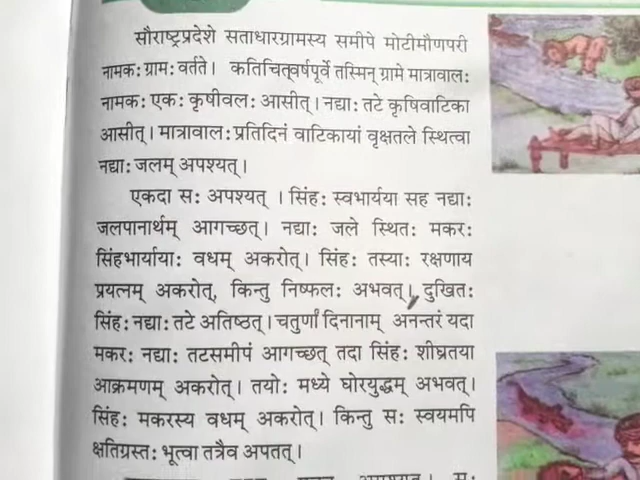 सौराष्ट्रप्रदेशे सताधारग्रामस्य समीपे मोटीमौणपरी
नामक: ग्राम: वर्तते। कतिचित्वर्षपूर्वे तस्मिन् ग्रामे मात्रावाल:
नामक: एक: कृषीवल: आसीत्। नद्या: तटे कृषिवाटिका
आसीत्। मात्रावाल: प्रतिदिनं वाटिकायां वृक्षतले स्थित्वा
नद्या: जलम् अपश्यत्।
एकदा स: अपश्यत् । सिंह: स्वभार्यया सह नद्या:
जलपानार्थम् आगच्छत्। नद्या: जले स्थित: मकर:
सिंहभार्याया: वधम् अकरोत्। सिंह: तस्या: रक्षणाय
प्रयत्नम् अकरोत्, किन्तु निष्फल: अभवत्। दुखित:
सिंह: नद्या: तटे अतिष्ठत्। चतुर्णां दिनानाम् अनन्तरं यदा
मकर: नद्या: तटसमीपं आगच्छत् तदा सिंह: शीघ्रतया
आक्रमणम् अकरोत्। तयो: मध्ये घोरयुद्धम् अभवत्।
सिंह: मकरस्य वधम् अकरोत्। किन्तु स: स्वयमपि
क्षतिग्रस्त: भूत्वा तत्रैव अपतत्।